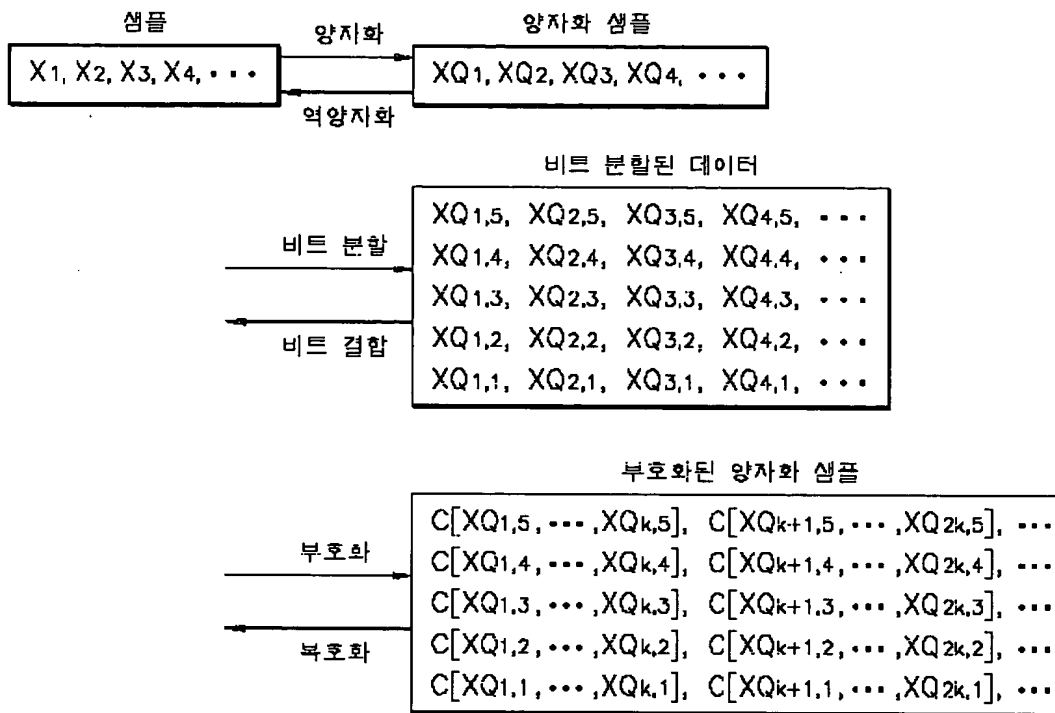 샘플
양자화
양자화 샘플
X1, X2, X3, X4, •••
XQ1, XQ2, XQ3, XQ4, •••
역양자화
비트 분할된 데이터
XQ1,5, XQ2,5, XQ3,5, XQ4,5, •••
비트 분할
XQ1,4, XQ2,4, XQ3,4, XQ4,4, •••
XQ1,3, XQ2,3, XQ3,3, XQ4,3, •••
비트 결합
XQ1,2, XQ2,2, XQ3,2, XQ4,2, •••
XQ1,1, XQ2,1, XQ3,1, XQ4,1, •••
부호화된 양자화 샘플
C[XQ1,5, ••• ,XQk,5], C[XQk+1,5, ••• ,XQ2k,5], •••
부호화
C[XQ1,4, ••• ,XQk,4], C[XQk+1,4, ••• ,XQ2k,4], •••
C[XQ1,3, ••• ,XQk,3], C[XQk+1,3, ••• ,XQ2k,3], •••
복호화
C[XQ1,2, ••• ,XQk,2], C[XQk+1,2, ••• ,XQ2k,2], •••
C[XQ1,1, ••• ,XQk,1], C[XQk+1,1, ••• ,XQ2k,1], •••